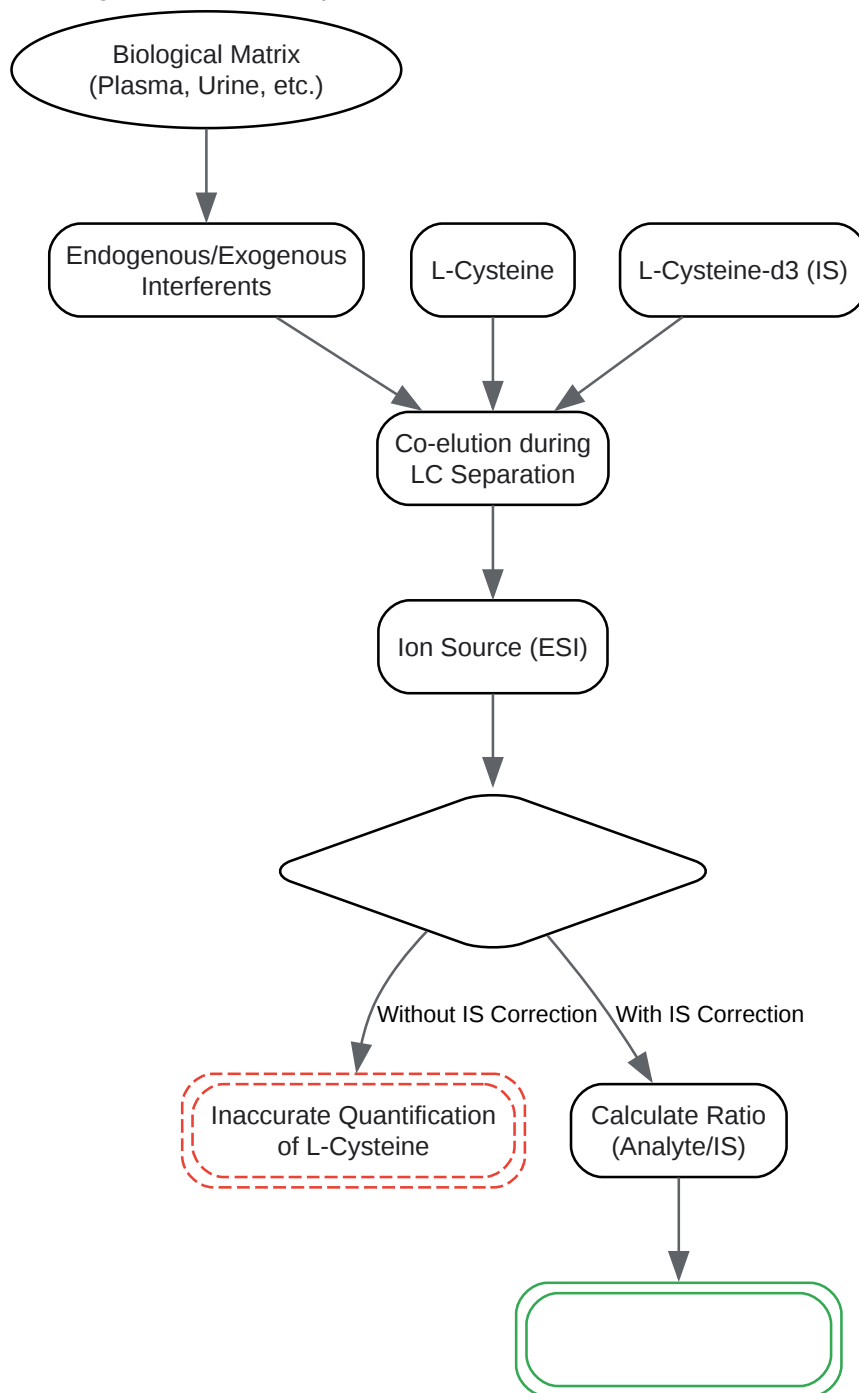 Biological Matrix
(Plasma, Urine, etc.)
Endogenous/Exogenous
Interferents
L-Cysteine
L-Cysteine-d3 (IS)
Co-elution during
LC Separation
Ion Source (ESI)
Without IS Correction
With IS Correction
Inaccurate Quantification
of L-Cysteine
Calculate Ratio
(Analyte/IS)